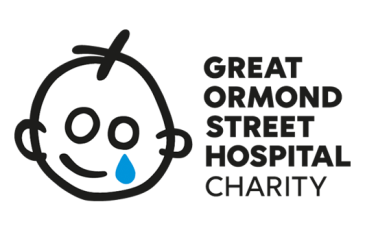 GREAT
ORMOND
STREET
HOSPITAL
CHARITY